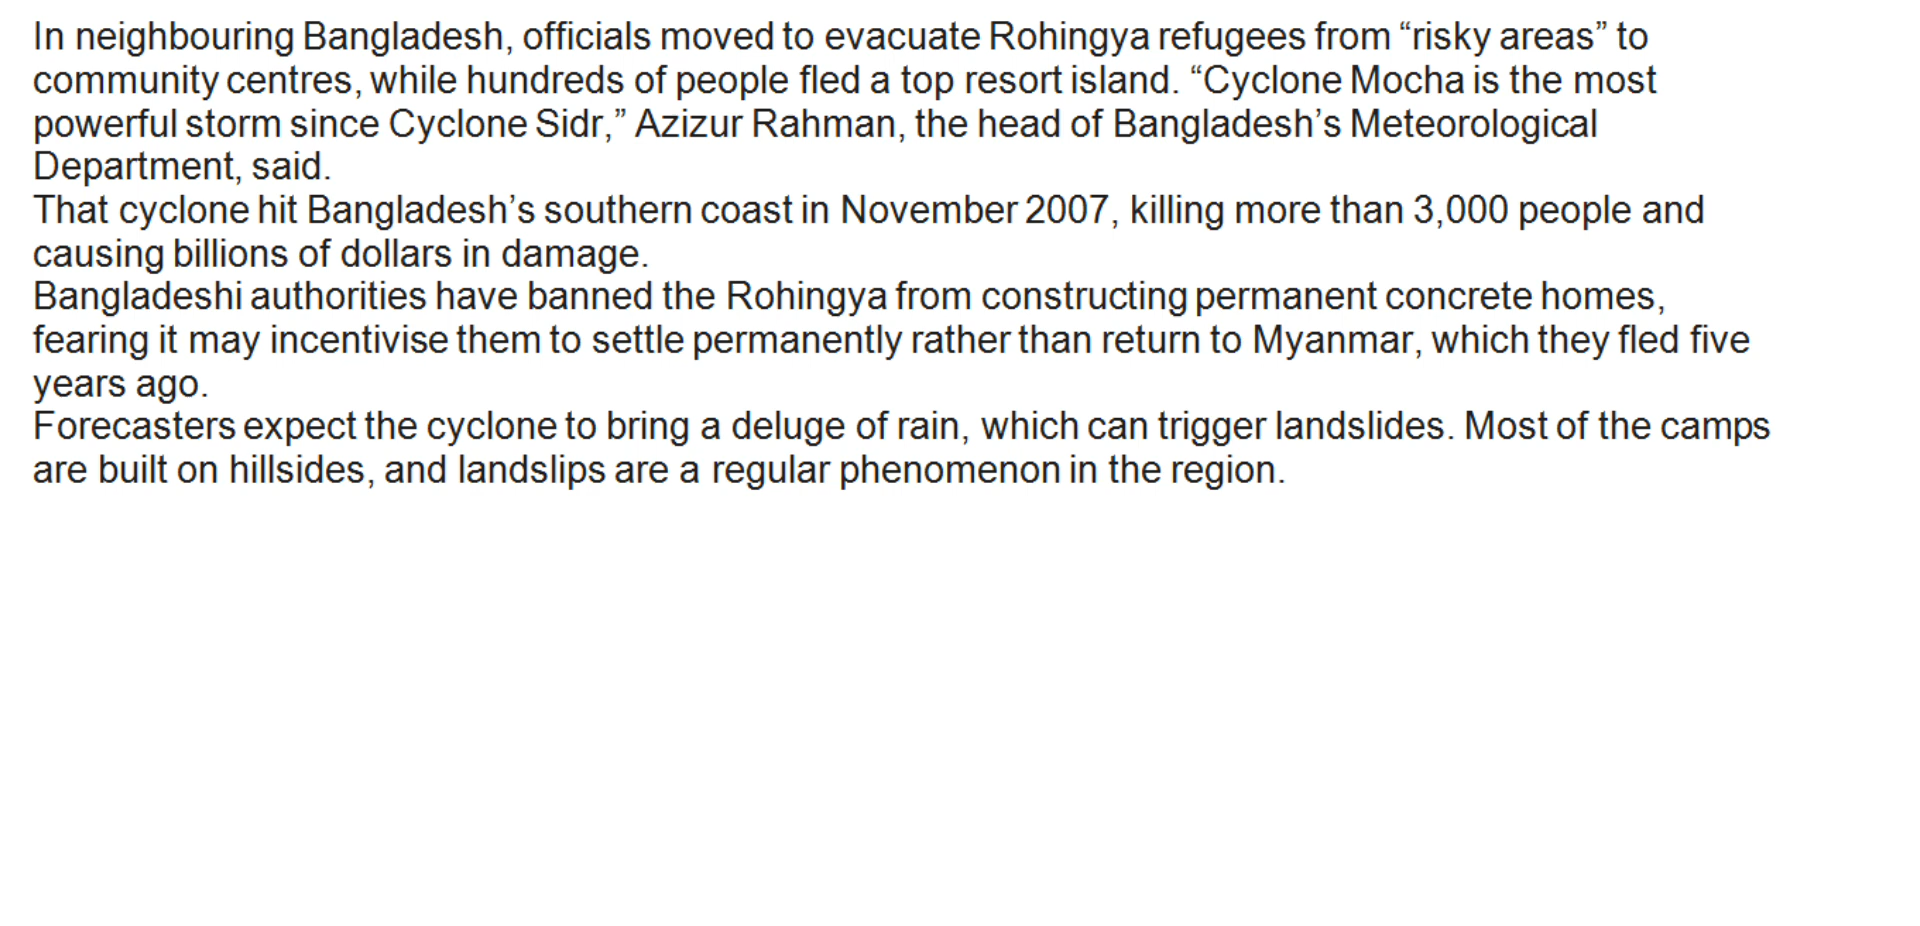 In neighbouring Bangladesh, officials moved to evacuate Rohingya refugees from “risky areas” to
community centres, while hundreds of people fled a top resort island. “Cyclone Mocha is the most
powerful storm since Cyclone Sidr,” Azizur Rahman, the head of Bangladesh’s Meteorological
Department, said.
That cyclone hit Bangladesh’s southern coast in November 2007, killing more than 3,000 people and
causing billions of dollars in damage.
Bangladeshi authorities have banned the Rohingya from constructing permanent concrete homes,
fearing it may incentivise them to settle permanently rather than return to Myanmar, which they fled five
years ago.
Forecasters expect the cyclone to bring a deluge of rain, which can trigger landslides. Most of the camps
are built on hillsides, and landslips are a regular phenomenon in the region.